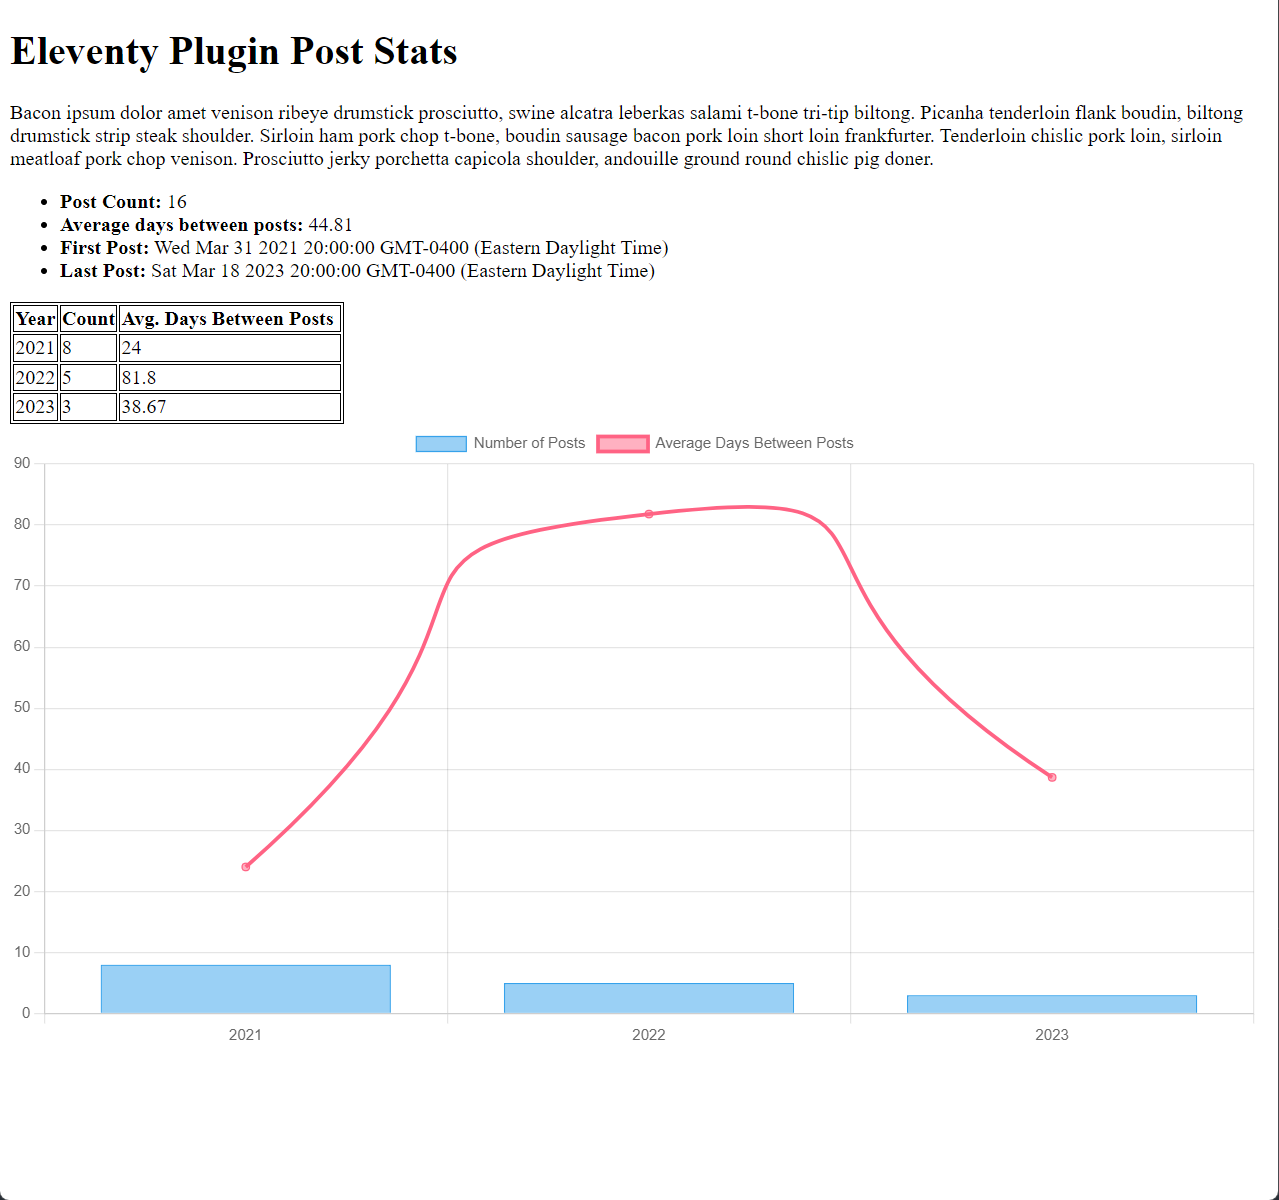 Eleventy Plugin Post Stats
Bacon ipsum dolor amet venison ribeye drumstick prosciutto, swine alcatra leberkas salami t-bone tri-tip biltong. Picanha tenderloin flank boudin, biltong
drumstick strip steak shoulder. Sirloin ham pork chop t-bone, boudin sausage bacon pork loin short loin frankfurter. Tenderloin chislic pork loin, sirloin
meatloaf pork chop venison. Prosciutto jerky porchetta capicola shoulder, andouille ground round chislic pig doner.
• Post Count: 16
• Average days between posts: 44.81
• First Post: Wed Mar 31 2021 20:00:00 GMT-0400 (Eastern Daylight Time)
• Last Post: Sat Mar 18 2023 20:00:00 GMT-0400 (Eastern Daylight Time)
Year Count Avg. Days Between Posts
2021 8 24
2022 5 81.8
2023 3 38.67
Number of Posts Average Days Between Posts
90
80
70
60
50
40
30
20
10
0
2021 2022 2023